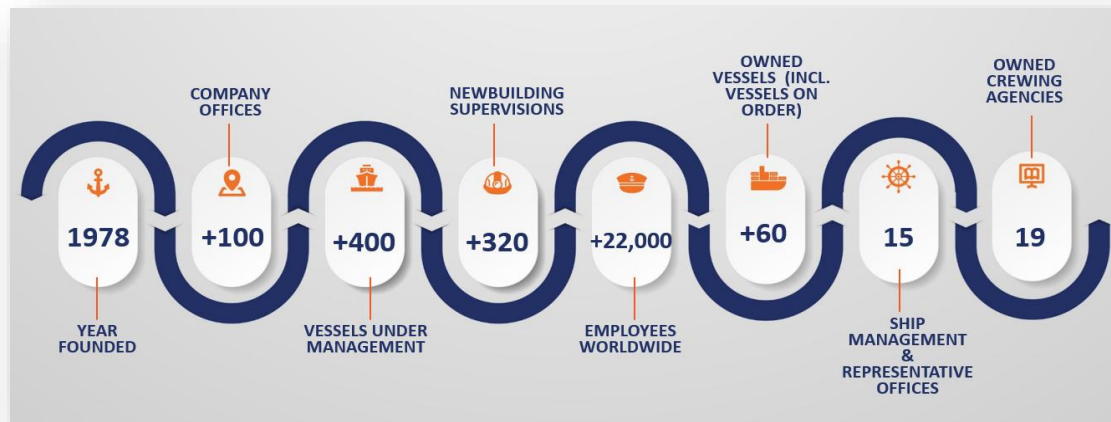 1978
YEAR
FOUNDED
COMPANY
OFFICES
+100
+400
VESSELS UNDER
MANAGEMENT
NEWBUILDING
SUPERVISIONS
+320
+22,000
EMPLOYEES
WORLDWIDE
OWNED
VESSELS (INCL.
VESSELS ON
ORDER)
+60
15
SHIP
MANAGEMENT
&
REPRESENTATIVE
OFFICES
OWNED
CREWING
AGENCIES
19